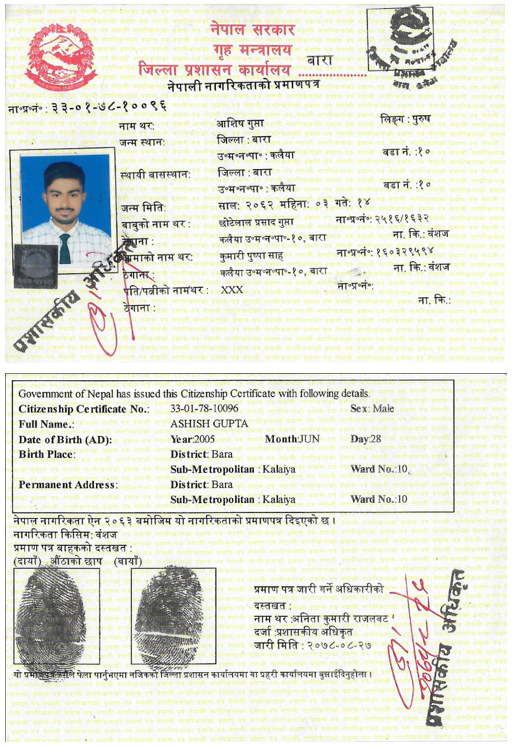 नेपाल सरकार
गृह मन्त्रालय
जिल्ला प्रशासन कार्यालय .................. बारा
नेपाली नागरिकताको प्रमाणपत्र
ना॰प्र॰नं॰ : ३३-०१-७८-१००९६
नाम थर: आशिष गुप्ता लिङ्ग : पुरुष
जन्म स्थान: जिल्ला : बारा
उ॰म॰न॰पा॰ : कलैया वडा नं. :१०
स्थायी बासस्थान: जिल्ला : बारा
उ॰म॰न॰पा॰ : कलैया वडा नं. :१०
जन्म मिति: साल: २०६२ महिना: ०३ गते: १४
बाबुको नाम थर : छोटेलाल प्रसाद गुप्ता ना॰प्र॰नं॰: २५१६/१६३२
ठेगाना : कलैया उ॰म॰न॰पा॰-१०, बारा ना. कि.: वंशज
आमाको नाम थर: कुमारी पुष्पा साह ना॰प्र॰नं॰: १६०३२९५९४
ठेगाना : कलैया उ॰म॰न॰पा॰-१०, बारा ना. कि.: वंशज
पति/पत्नीको नामथर : XXX ना॰प्र॰नं॰:
ठेगाना : ना. कि.:
प्रशासकीय अधिकृत
Government of Nepal has issued this Citizenship Certificate with following details.
Citizenship Certificate No.: 33-01-78-10096 Sex: Male
Full Name.: ASHISH GUPTA
Date of Birth (AD): Year:2005 Month:JUN Day:28
Birth Place: District: Bara
Sub-Metropolitan : Kalaiya Ward No.:10.
Permanent Address: District: Bara
Sub-Metropolitan : Kalaiya Ward No.:10
नेपाल नागरिकता ऐन २०६३ बमोजिम यो नागरिकताको प्रमाणपत्र दिइएको छ ।
नागरिकता किसिम: वंशज
प्रमाण पत्र बाहकको दस्तखत :
(दायाँ) औंठाको छाप (बायाँ)
प्रमाण पत्र जारी गर्ने अधिकारीको
दस्तखत :
नाम थर :अनिता कुमारी राजलवट
दर्जा :प्रशासकीय अधिकृत
जारी मिति : २०७८-०८-२७
प्रशासकीय अधिकृत
यो प्रमाणपत्र कसैले फेला पार्नुभएमा नजिकको जिल्ला प्रशासन कार्यालयमा वा प्रहरी कार्यालयमा बुझाईदिनुहोला ।